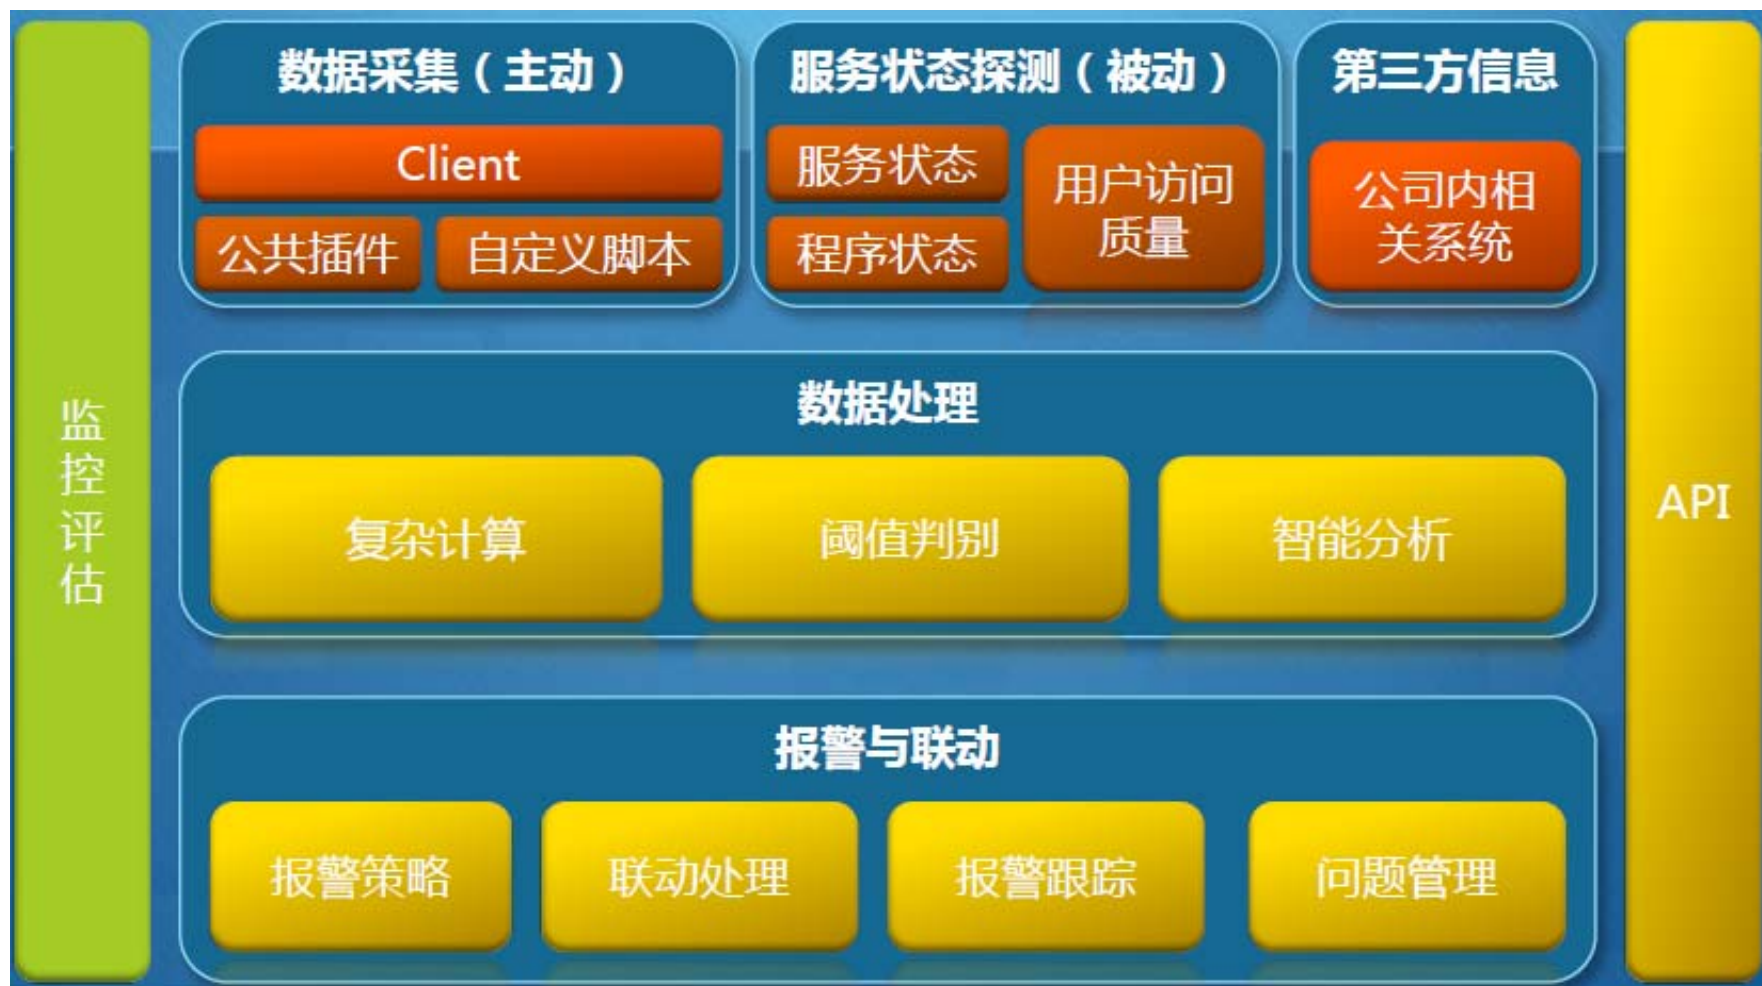 监
控
评
估
数据采集（主动）
Client
公共插件
自定义脚本
服务状态探测（被动）
服务状态
程序状态
用户访问
质量
第三方信息
公司内相
关系统
数据处理
复杂计算
阈值判别
智能分析
报警与联动
报警策略
联动处理
报警跟踪
问题管理
API